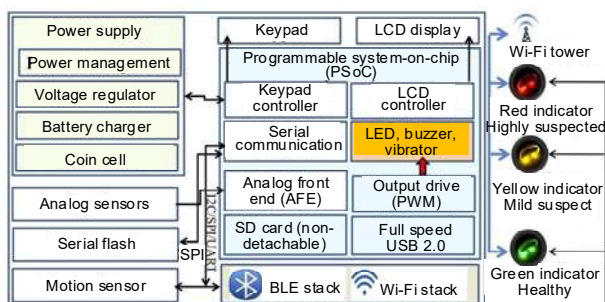 Power supply
Power management
Voltage regulator
Battery charger
Coin cell
Analog sensors
Serial flash
Motion sensor
SPI
I2C/SPI/UART
Keypad
LCD display
Programmable system-on-chip
(PSoC)
Keypad
controller
LCD
controller
Serial
communication
LED, buzzer,
vibrator
Analog front
end (AFE)
Output drive
(PWM)
SD card (non-
detachable)
Full speed
USB 2.0
BLE stack
Wi-Fi stack
Wi-Fi tower
Red indicator
Highly suspected
Yellow indicator
Mild suspect
Green indicator
Healthy